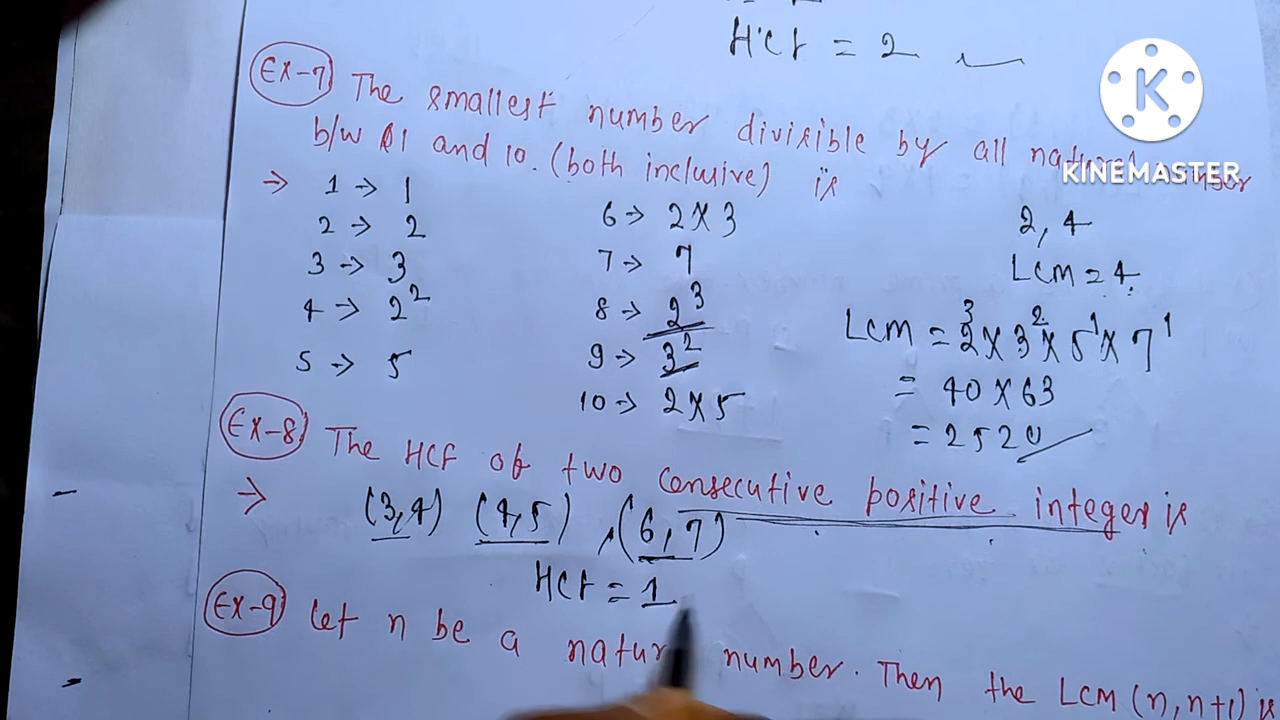 HCF = 2
K
KINEMASTER
Ex-7 The smallest number divisible by all natural
b/w 1 and 10. (both inclusive) is
⇒ 1 → 1
2 → 2
3 → 3
4 → 2²
5 → 5
6 → 2 × 3
7 → 7
8 → 2³
9 → 3²
10 → 2 × 5
2, 4
LCM = 4
LCM = 2³ × 3² × 5¹ × 7¹
= 40 × 63
= 2520
Ex-8 The HCF of two consecutive positive integer is
⇒ (3,4) (4,5) , (6,7)
HCF = 1
Ex-9 Let n be a number. Then the LCM (n, n+1) is